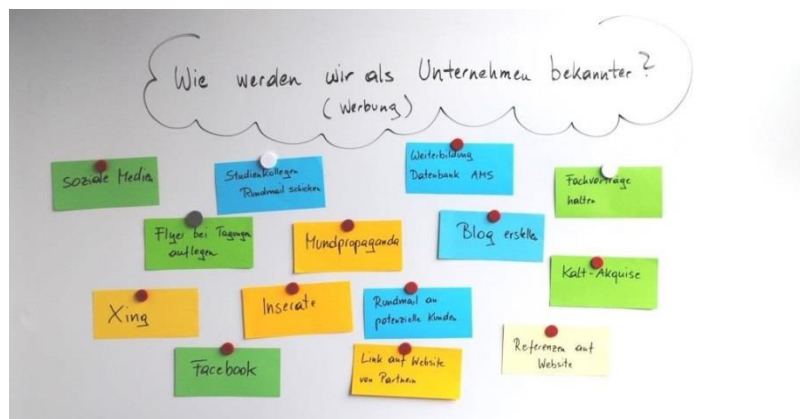 Wie werden wir als Unternehmen bekannter?
(Werbung)
Soziale Medien
Studienkollegen
Rundmail schicken
Weiterbildung
Datenbank AMS
Fachvorträge
halten
Flyer bei Tagungen
auflegen
Mundpropaganda
Blog erstellen
Kalt-Akquise
Xing
Inserate
Rundmail an
potenzielle Kunden
Referenzen auf
Website
Facebook
Link auf Website
von Partnern